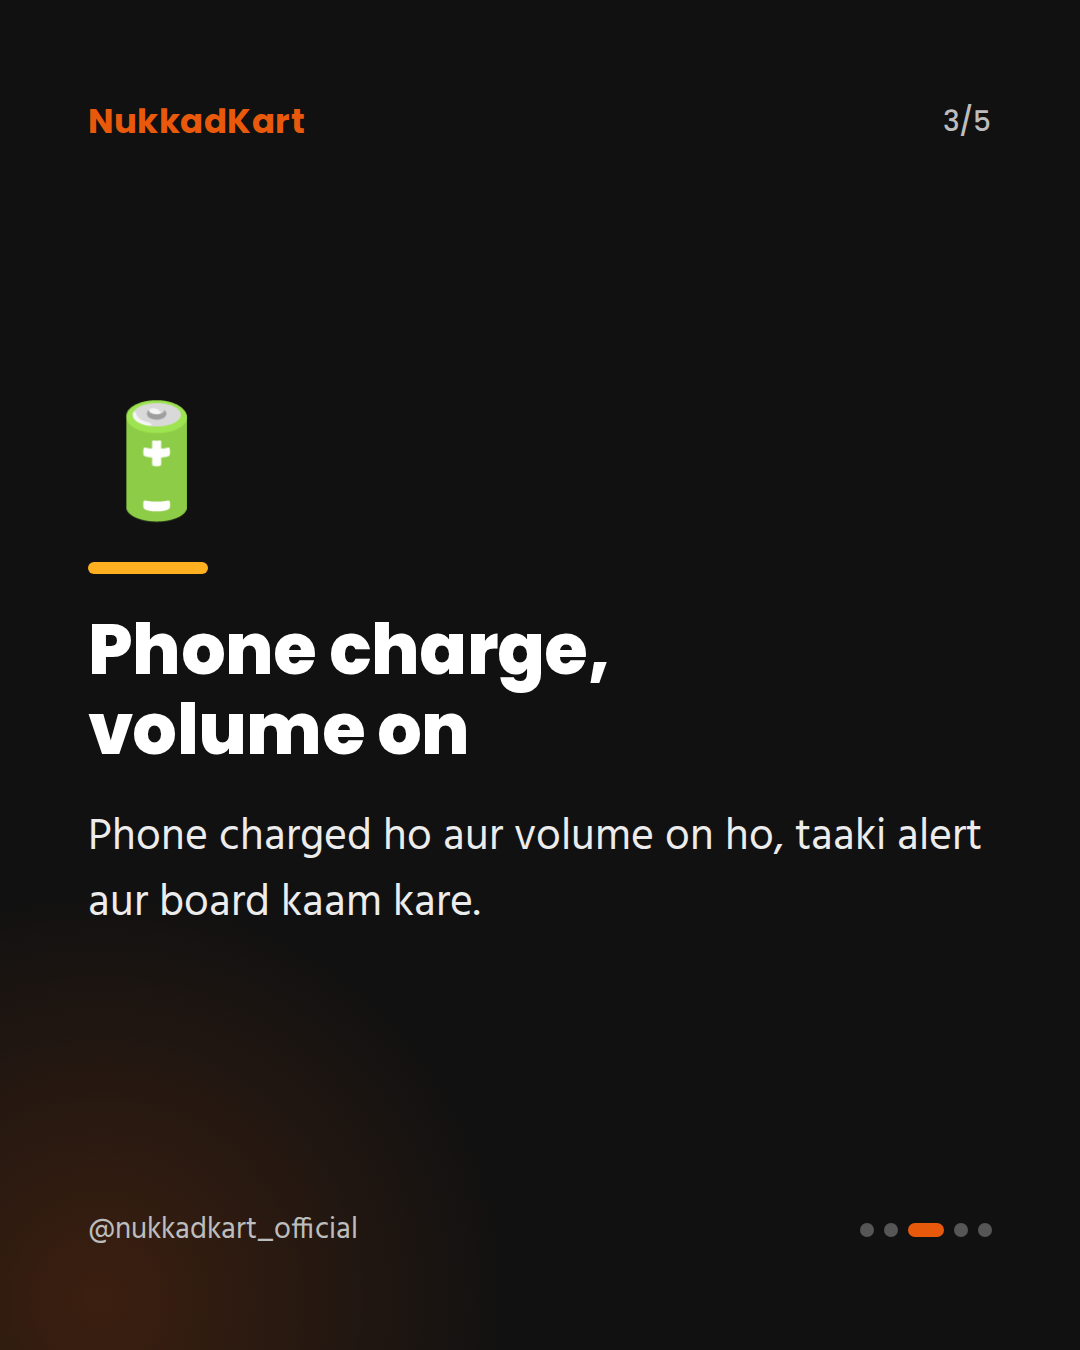 NukkadKart
3/5
Phone charge,
volume on
Phone charged ho aur volume on ho, taaki alert
aur board kaam kare.
@nukkadkart_official